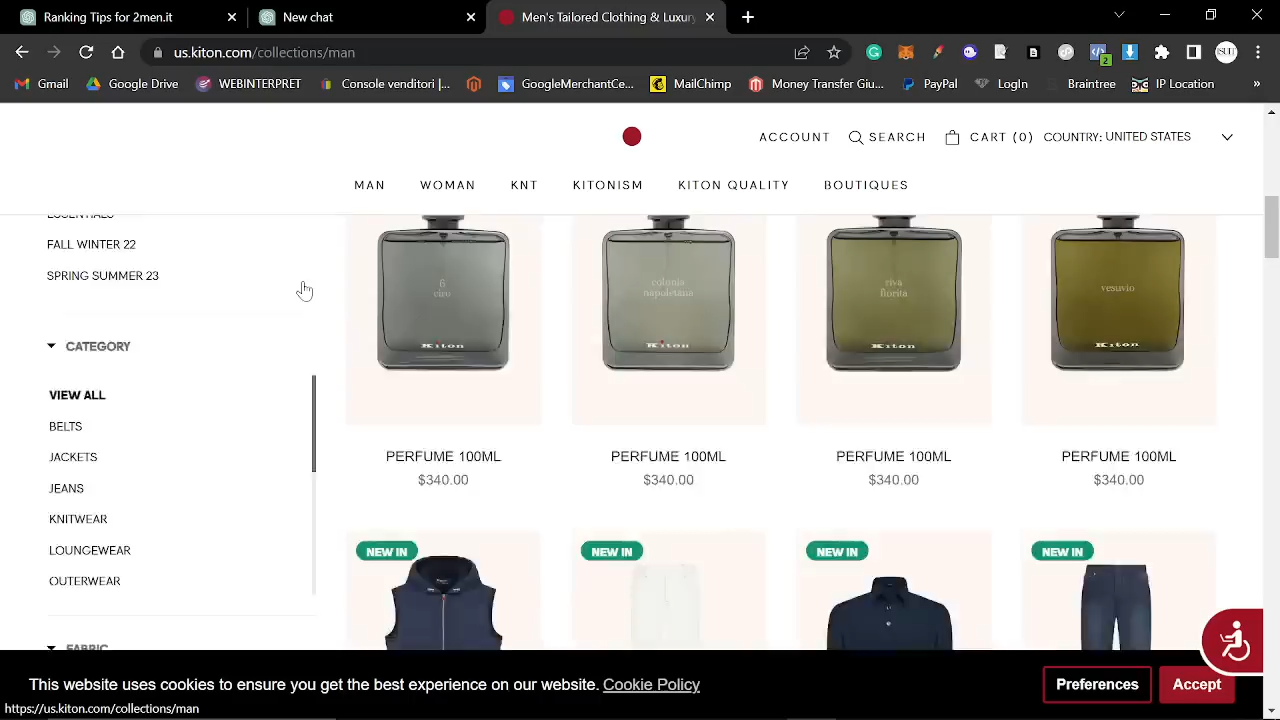 Ranking Tips for 2men.it
New chat
Men's Tailored Clothing & Luxury
us.kiton.com/collections/man
Gmail
Google Drive
WEBINTERPRET
Console venditori |...
GoogleMerchantCe...
MailChimp
Money Transfer Giu...
PayPal
LogIn
Braintree
IP Location
»
ACCOUNT
SEARCH
CART (0)
COUNTRY: UNITED STATES
MAN
WOMAN
KNT
KITONISM
KITON QUALITY
BOUTIQUES
ESSENTIALS
FALL WINTER 22
SPRING SUMMER 23
CATEGORY
VIEW ALL
BELTS
JACKETS
JEANS
KNITWEAR
LOUNGEWEAR
OUTERWEAR
FABRIC
6
ciro
Kiton
colonia
napoletana
Kiton
riva
fiorita
Kiton
vesuvio
Kiton
PERFUME 100ML
$340.00
PERFUME 100ML
$340.00
PERFUME 100ML
$340.00
PERFUME 100ML
$340.00
NEW IN
NEW IN
NEW IN
NEW IN
This website uses cookies to ensure you get the best experience on our website. Cookie Policy
Preferences
Accept
https://us.kiton.com/collections/man